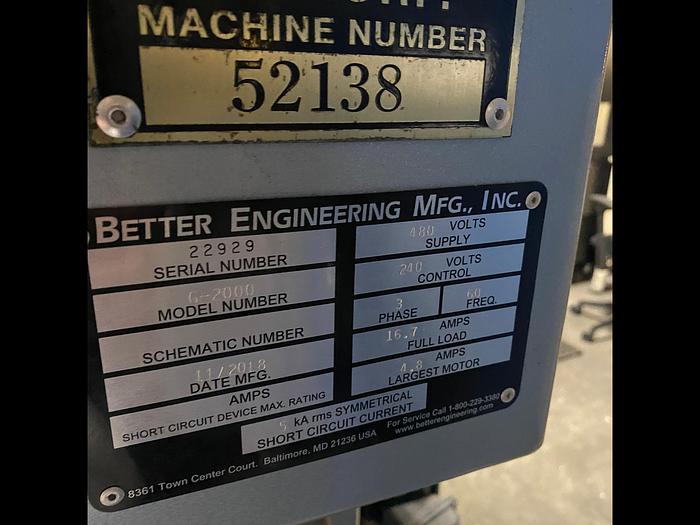 MACHINE NUMBER
52138
BETTER ENGINEERING MFG., INC.
22929
SERIAL NUMBER
G-2000
MODEL NUMBER
SCHEMATIC NUMBER
11/2018
DATE MFG.
AMPS
SHORT CIRCUIT DEVICE MAX. RATING
480 VOLTS
SUPPLY
240 VOLTS
CONTROL
3 60
PHASE FREQ.
16.7 AMPS
FULL LOAD
4.8 AMPS
LARGEST MOTOR
5 kA rms SYMMETRICAL
SHORT CIRCUIT CURRENT
For Service Call 1-800-229-3380
www.betterengineering.com
8361 Town Center Court. Baltimore, MD 21236 USA